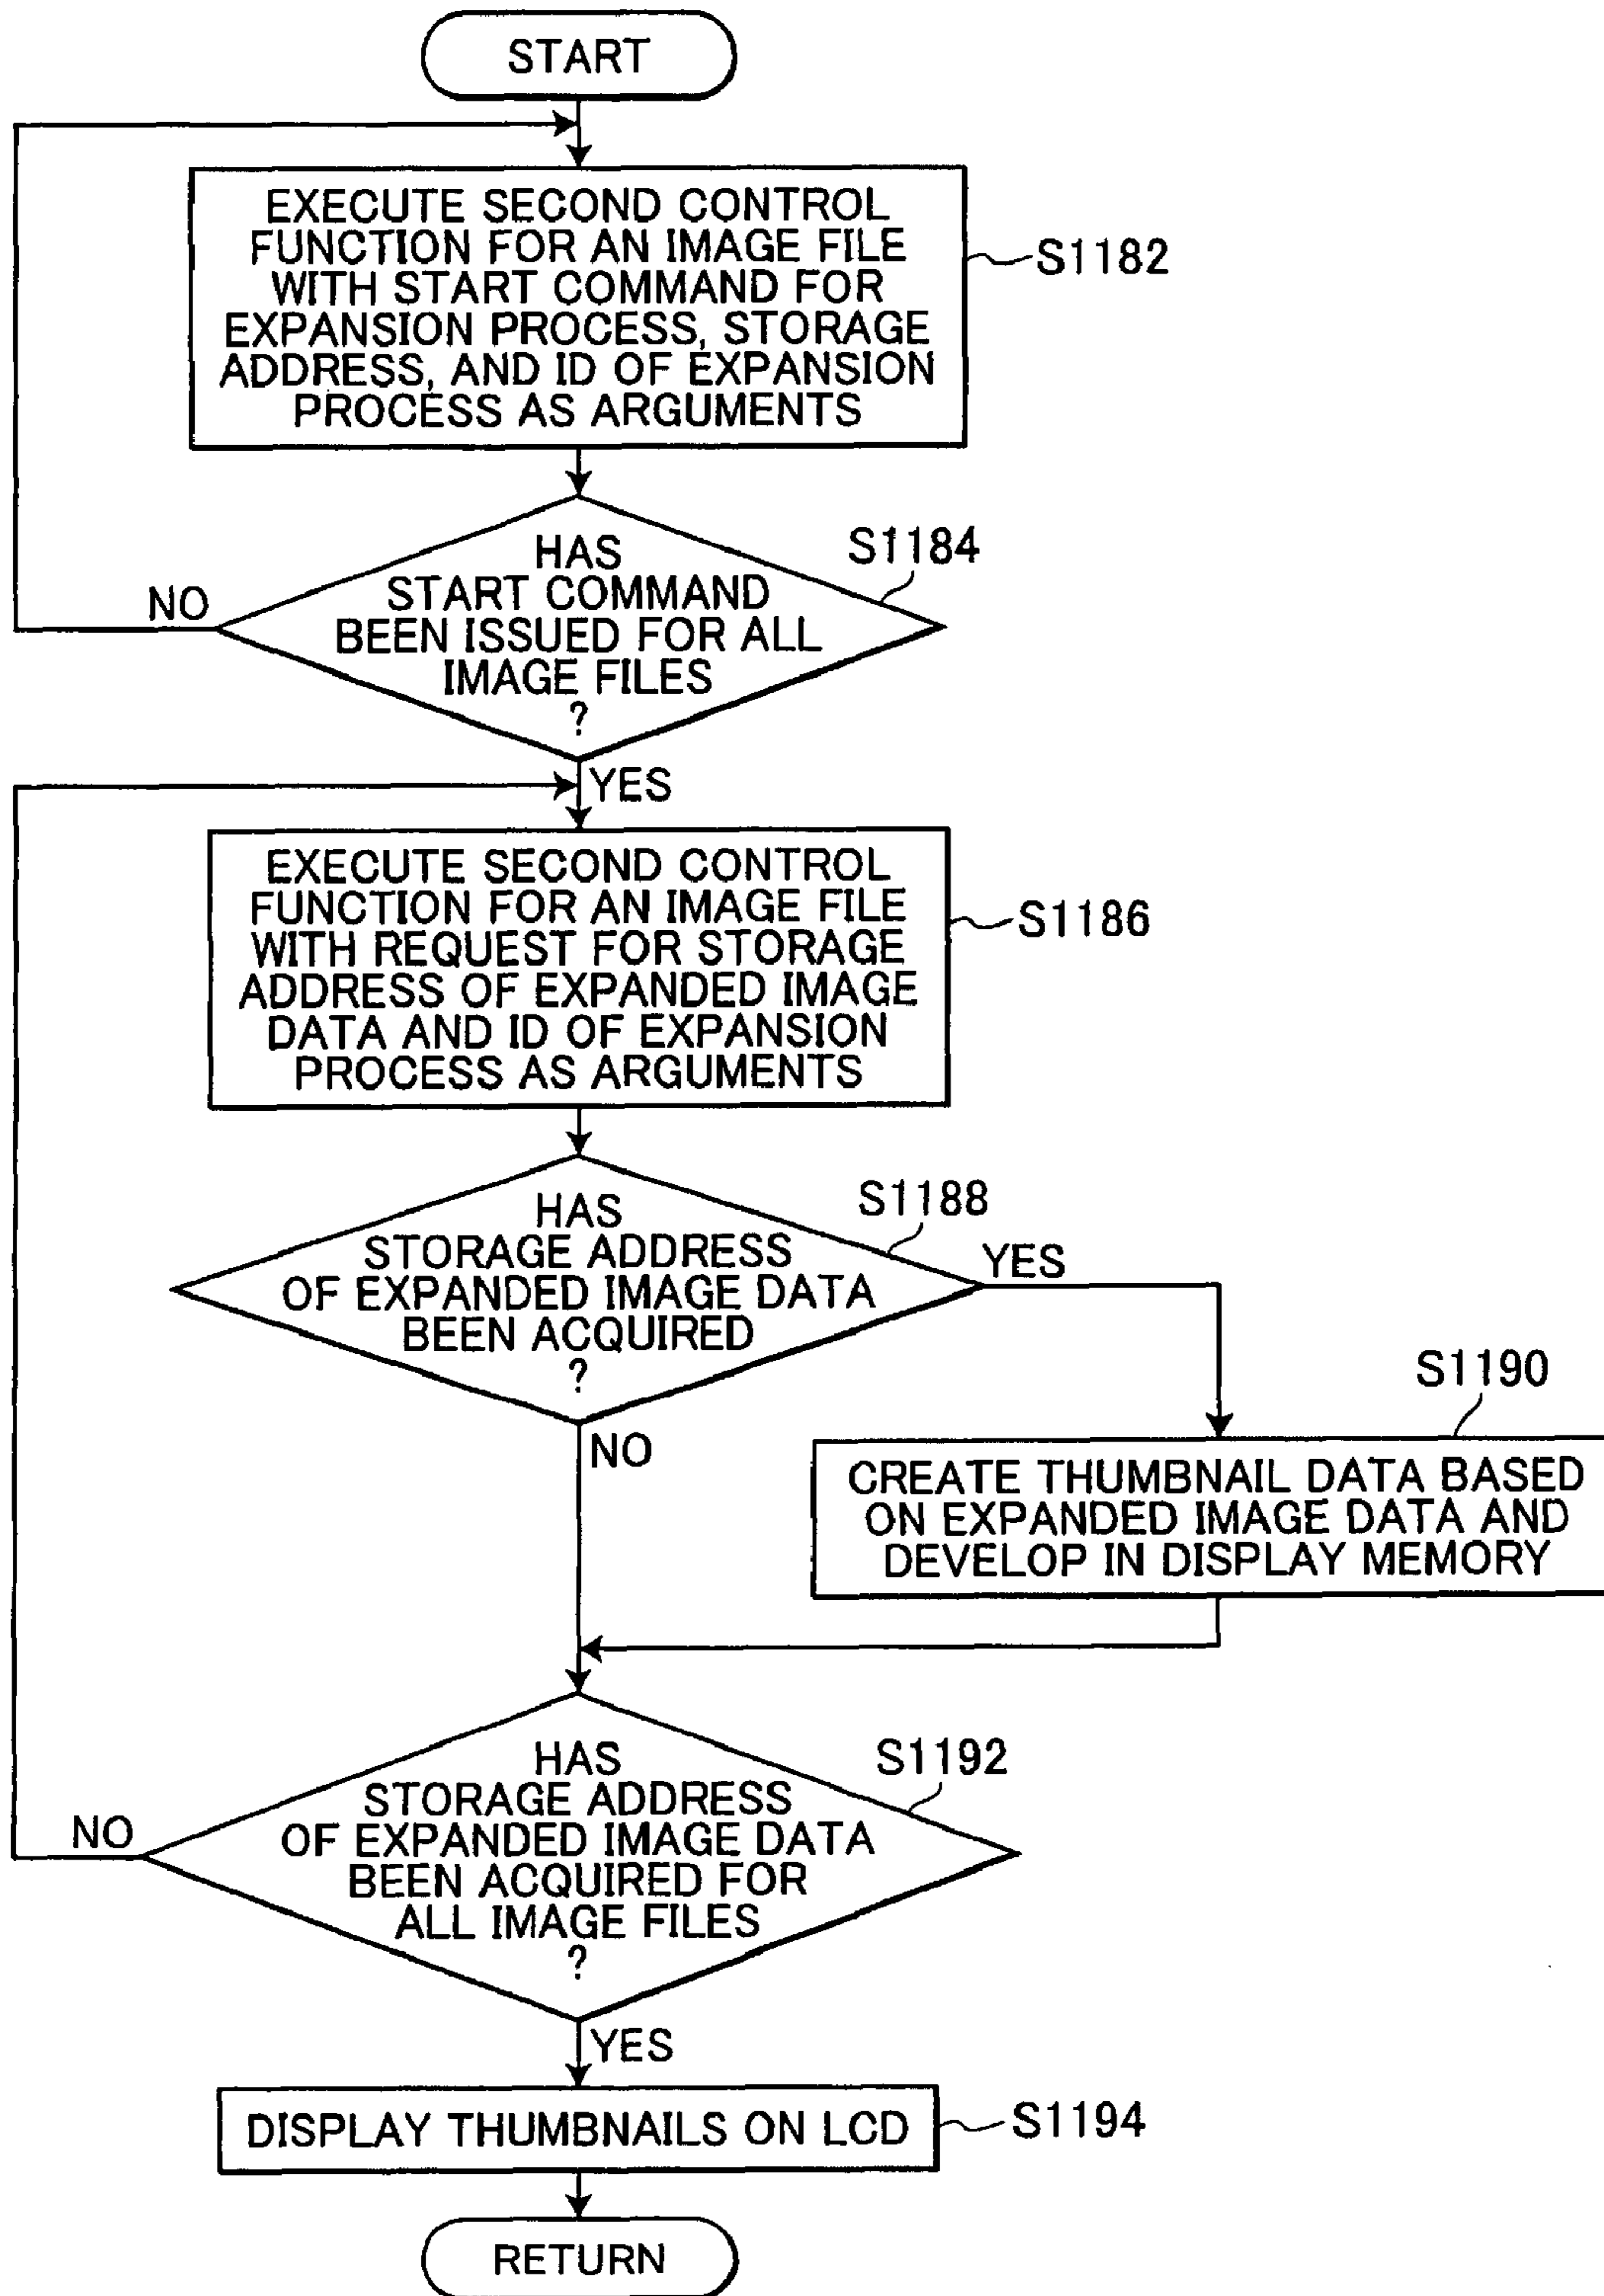 START
EXECUTE SECOND CONTROL
FUNCTION FOR AN IMAGE FILE
WITH START COMMAND FOR
EXPANSION PROCESS, STORAGE
ADDRESS, AND ID OF EXPANSION
PROCESS AS ARGUMENTS
S1182
HAS
START COMMAND
BEEN ISSUED FOR ALL
IMAGE FILES
?
S1184
NO
YES
EXECUTE SECOND CONTROL
FUNCTION FOR AN IMAGE FILE
WITH REQUEST FOR STORAGE
ADDRESS OF EXPANDED IMAGE
DATA AND ID OF EXPANSION
PROCESS AS ARGUMENTS
S1186
HAS
STORAGE ADDRESS
OF EXPANDED IMAGE DATA
BEEN ACQUIRED
?
S1188
YES
NO
S1190
CREATE THUMBNAIL DATA BASED
ON EXPANDED IMAGE DATA AND
DEVELOP IN DISPLAY MEMORY
HAS
STORAGE ADDRESS
OF EXPANDED IMAGE DATA
BEEN ACQUIRED FOR
ALL IMAGE FILES
?
S1192
NO
YES
DISPLAY THUMBNAILS ON LCD
S1194
RETURN